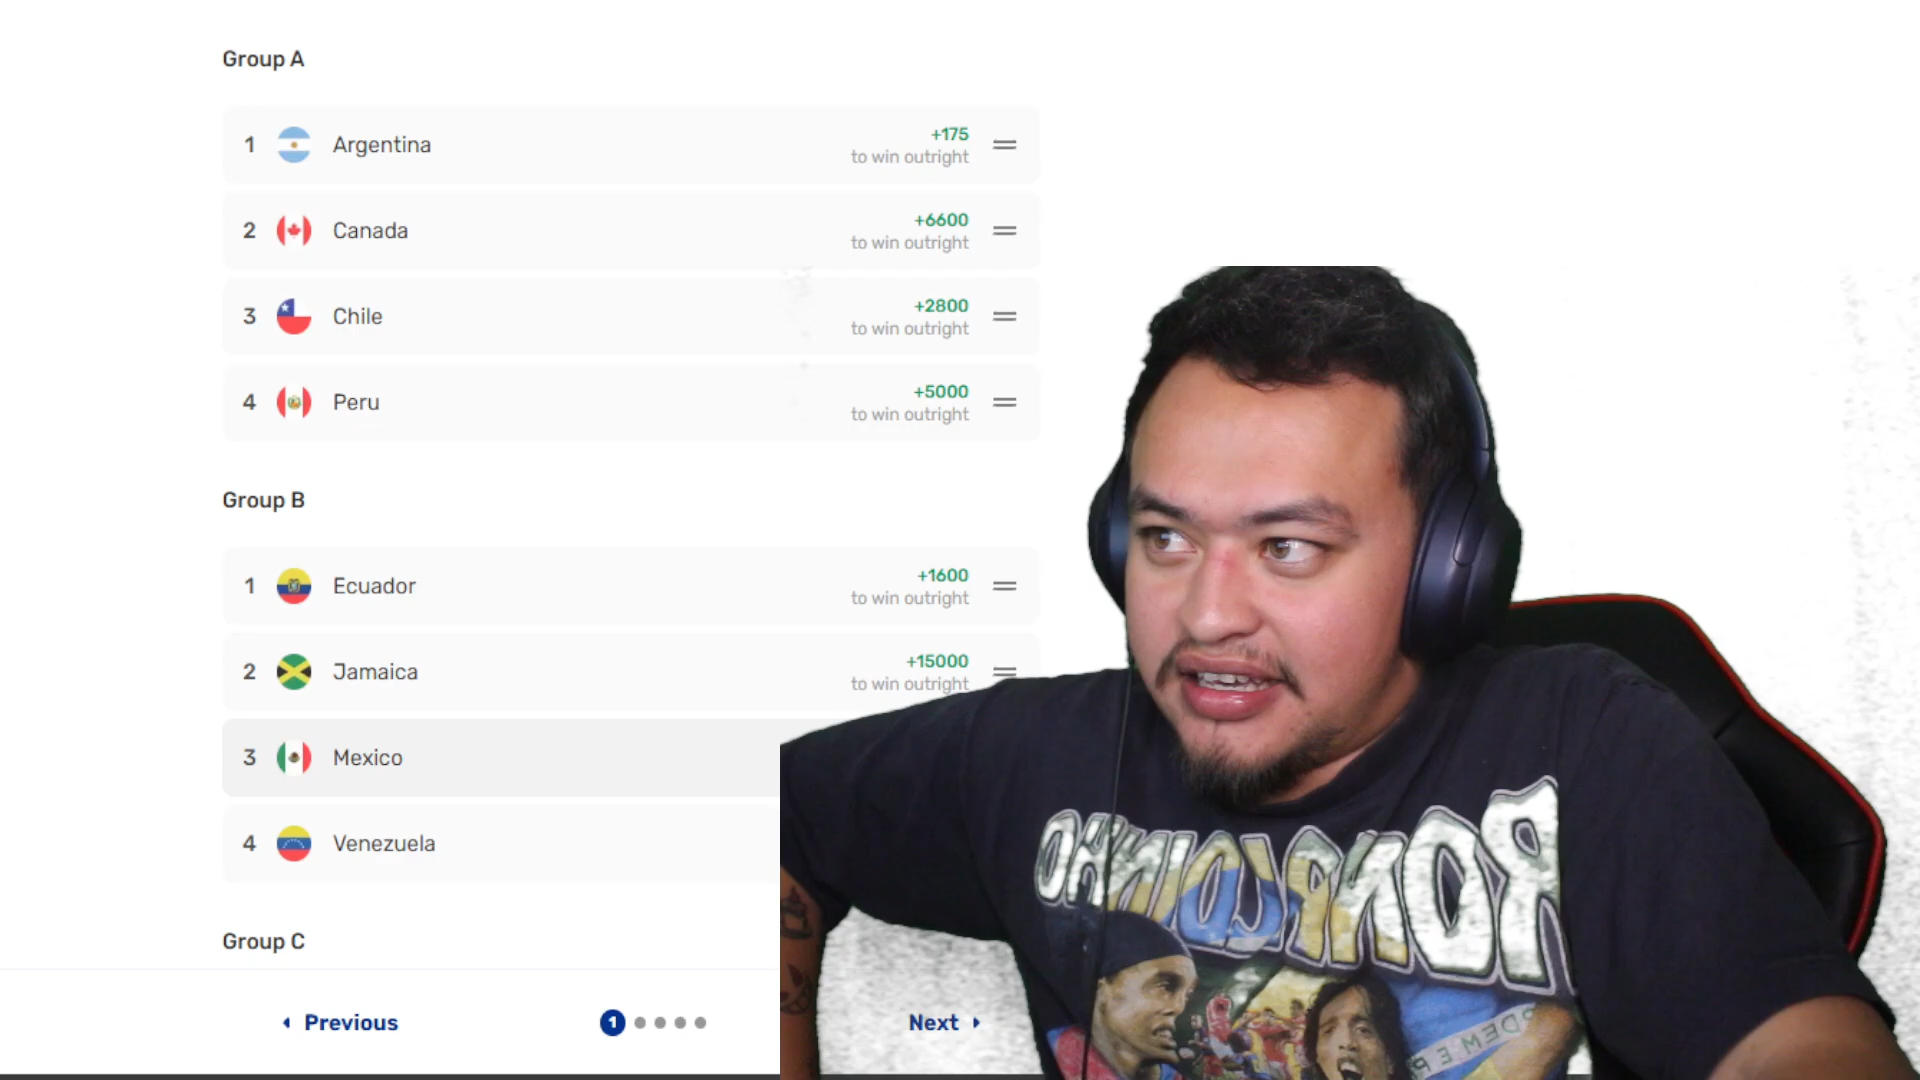 Group A
1 Argentina +175
to win outright
2 Canada +6600
to win outright
3 Chile +2800
to win outright
4 Peru +5000
to win outright
Group B
1 Ecuador +1600
to win outright
2 Jamaica +15000
to win outright
3 Mexico
4 Venezuela
Group C
Previous 1 Next
RONALDINHO